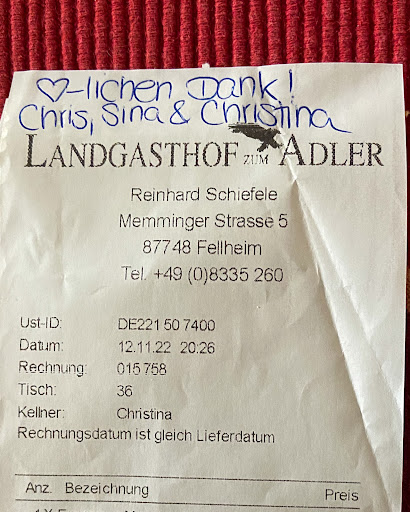 ♡-lichen Dank!
Chris, Sina & Christina
LANDGASTHOF ZUM ADLER
Reinhard Schiefele
Memminger Strasse 5
87748 Fellheim
Tel. +49 (0)8335 260
Ust-ID: DE221 50 7400
Datum: 12.11.22 20:26
Rechnung: 015758
Tisch: 36
Kellner: Christina
Rechnungsdatum ist gleich Lieferdatum
Anz. Bezeichnung Preis